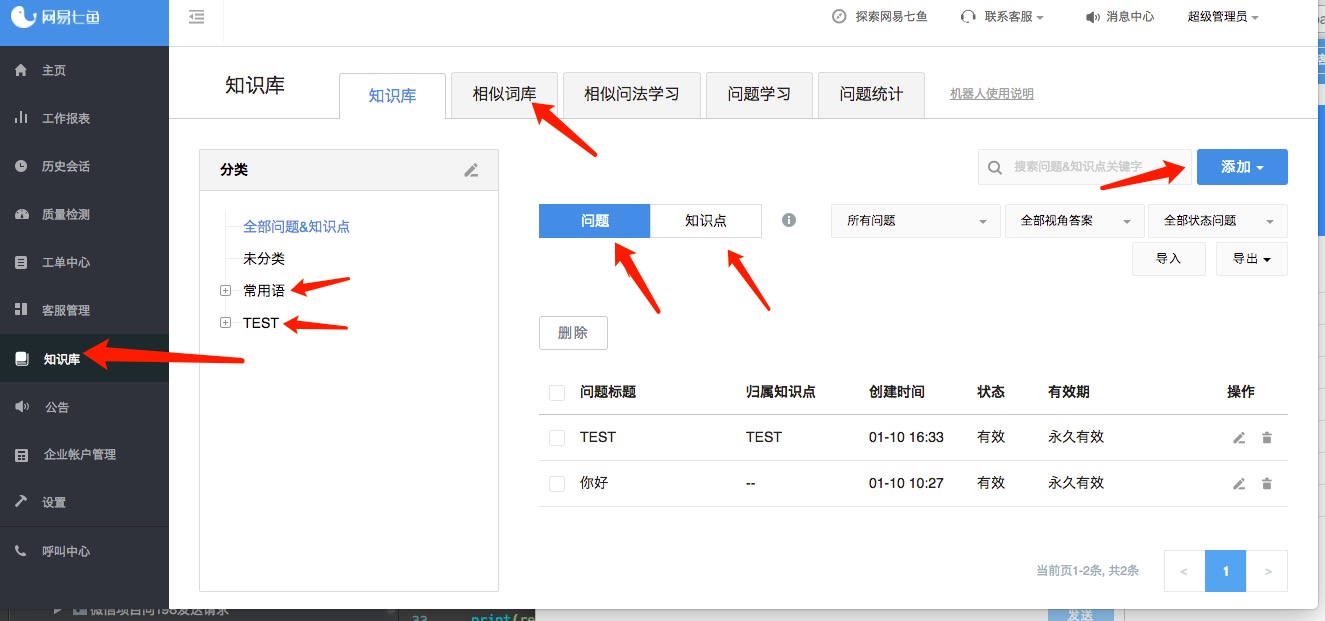 网易七鱼
探索网易七鱼 联系客服 消息中心 超级管理员
主页
工作报表
历史会话
质量检测
工单中心
客服管理
知识库
公告
企业帐户管理
设置
呼叫中心
知识库
知识库 相似词库 相似问法学习 问题学习 问题统计 机器人使用说明
分类
全部问题&知识点
未分类
常用语
TEST
搜索问题&知识点关键字 添加
问题 知识点 所有问题 全部视角答案 全部状态问题
导入 导出
删除
问题标题 归属知识点 创建时间 状态 有效期 操作
TEST TEST 01-10 16:33 有效 永久有效
你好 -- 01-10 10:27 有效 永久有效
当前页1-2条, 共2条 < 1 >
33 print(re
发送